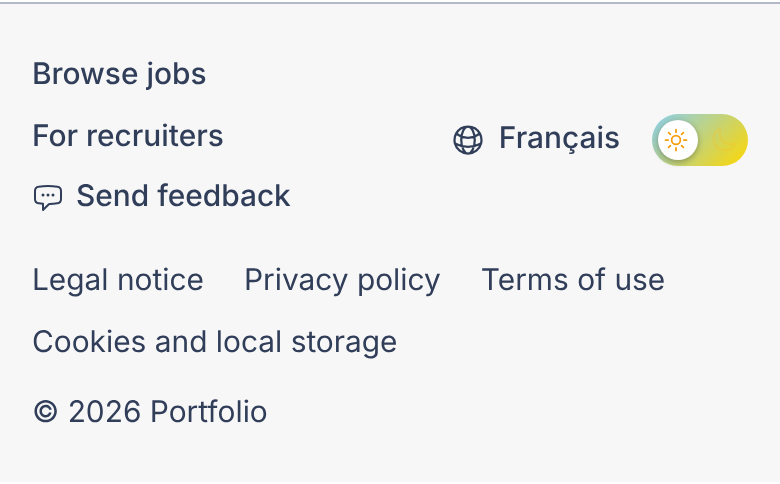 Browse jobs
For recruiters
Français
Send feedback
Legal notice Privacy policy Terms of use
Cookies and local storage
© 2026 Portfolio